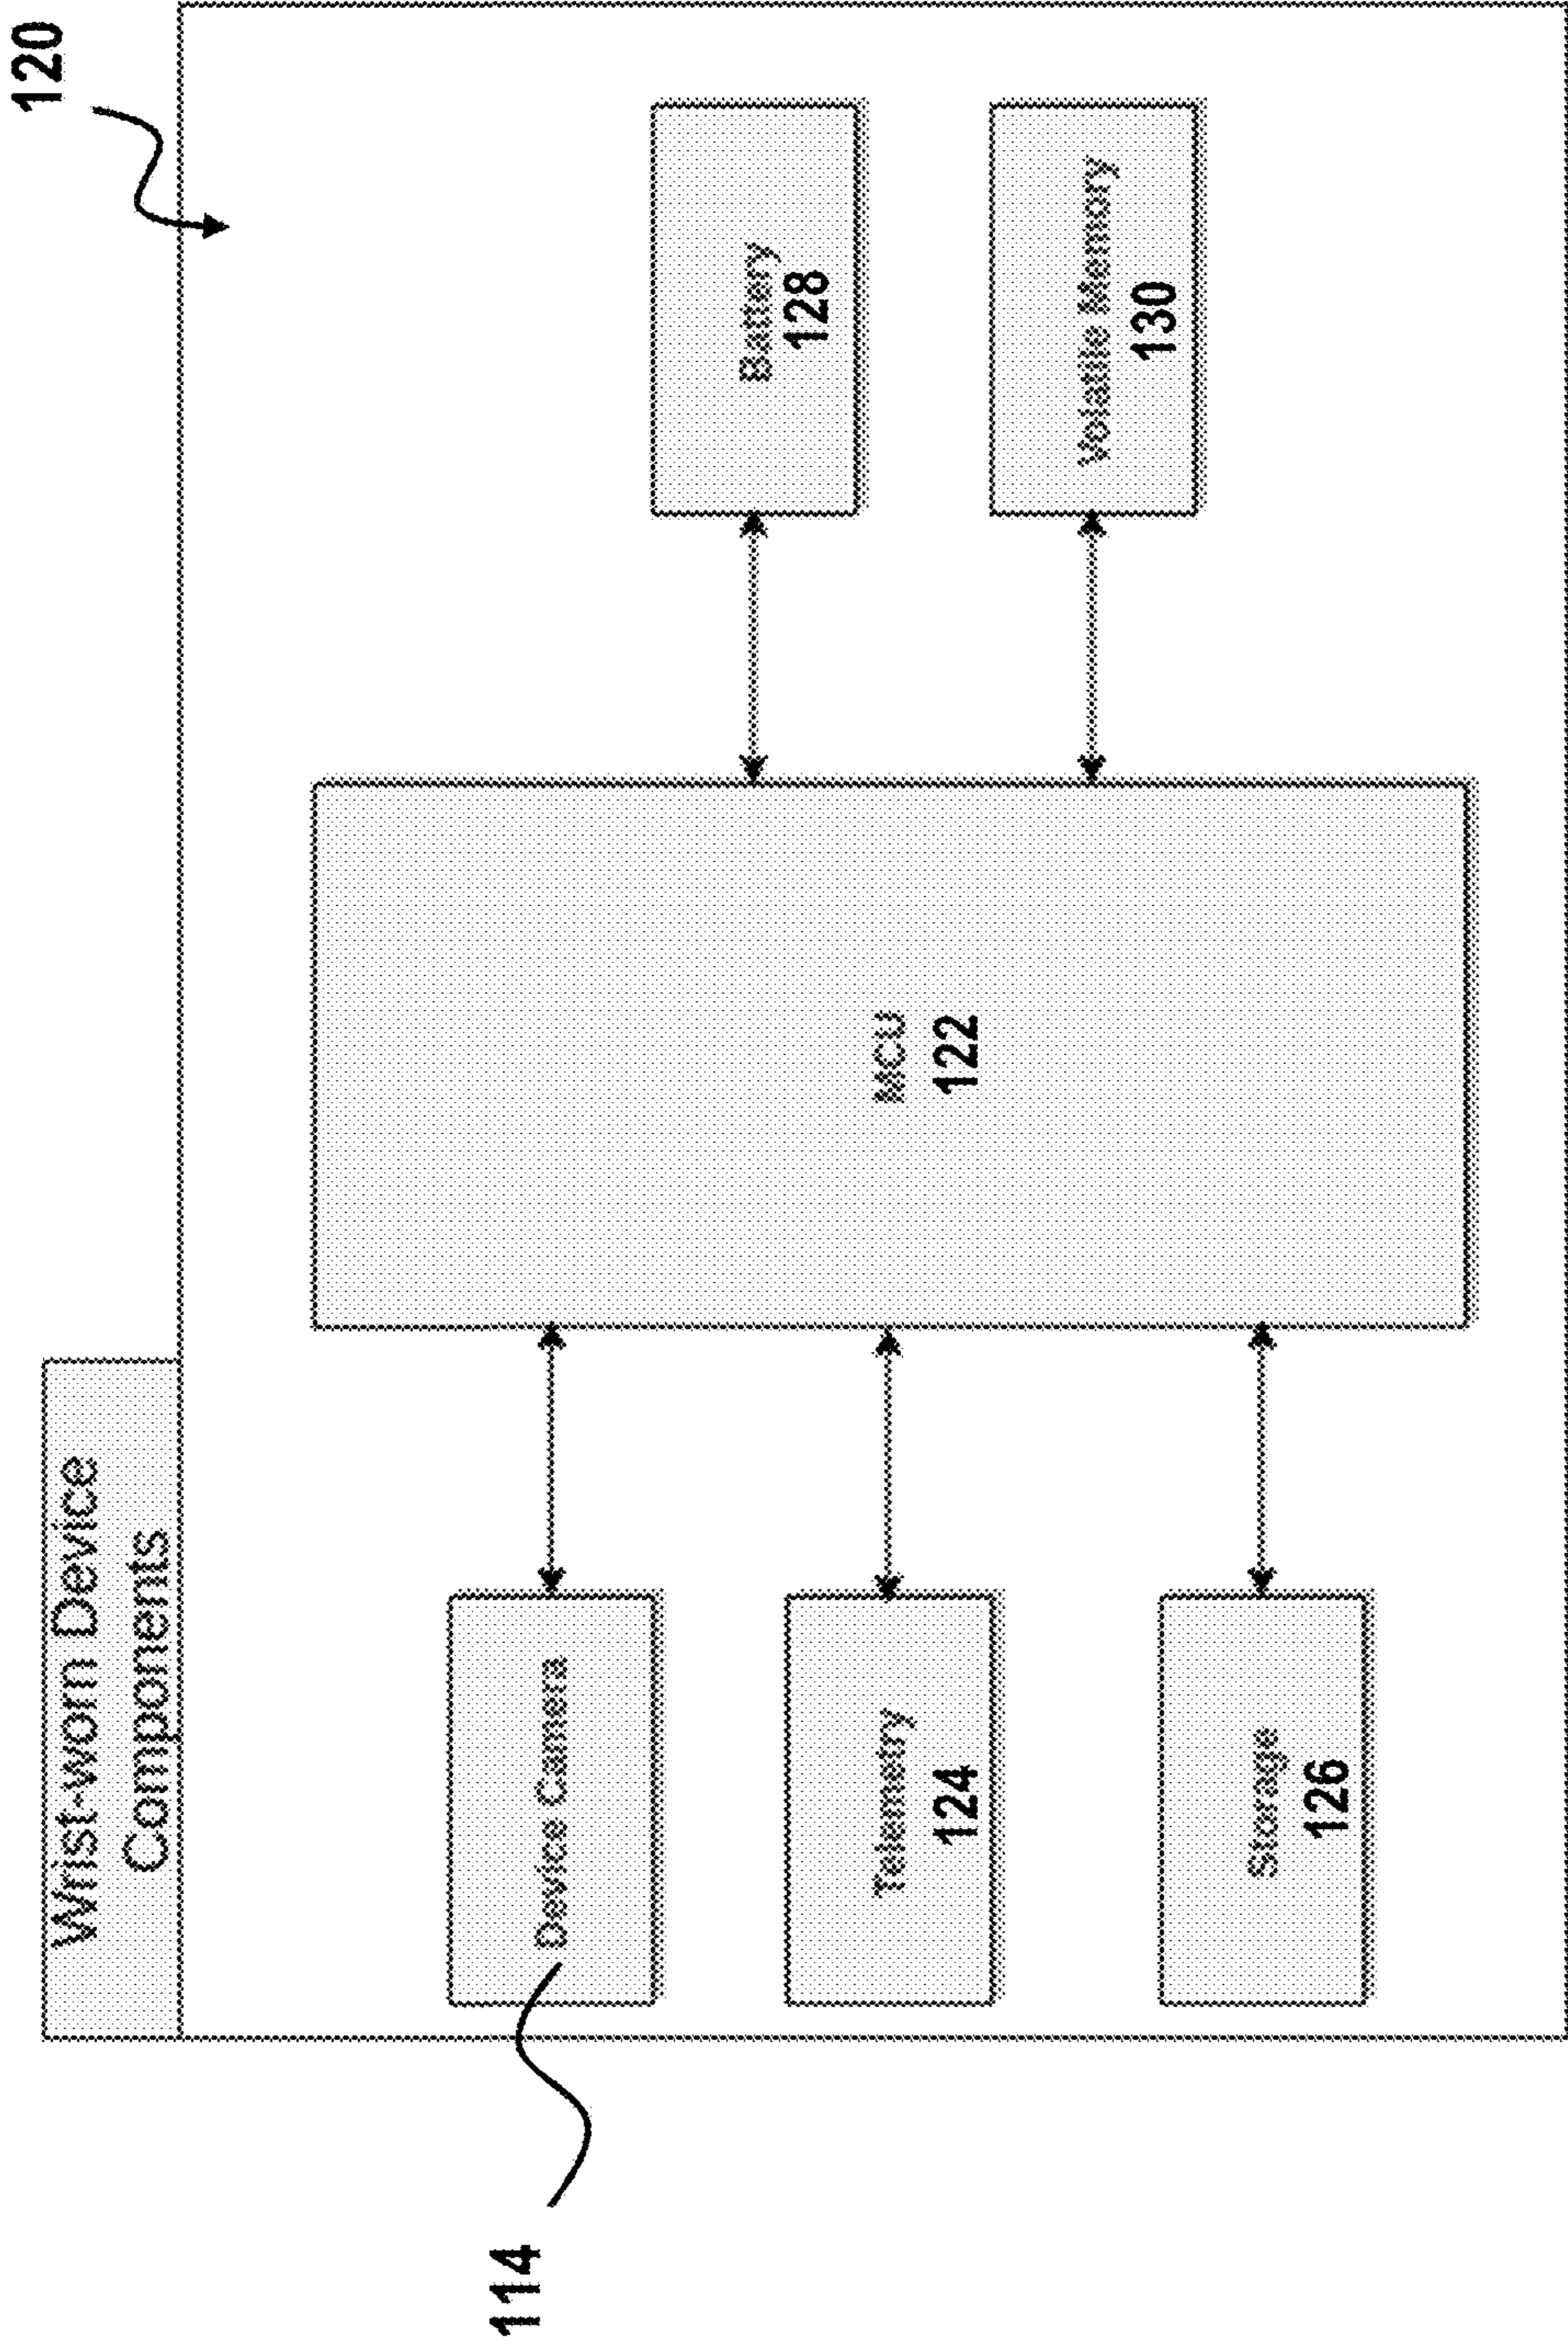 Wrist-worn Device
Components
120
114
Device Camera
Telemetry
124
Storage
126
MCU
122
Battery
128
Volatile Memory
130